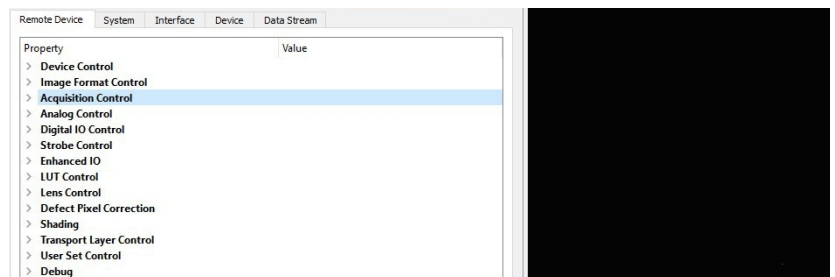 Remote Device System Interface Device Data Stream
Property Value
Device Control
Image Format Control
Acquisition Control
Analog Control
Digital IO Control
Strobe Control
Enhanced IO
LUT Control
Lens Control
Defect Pixel Correction
Shading
Transport Layer Control
User Set Control
Debug